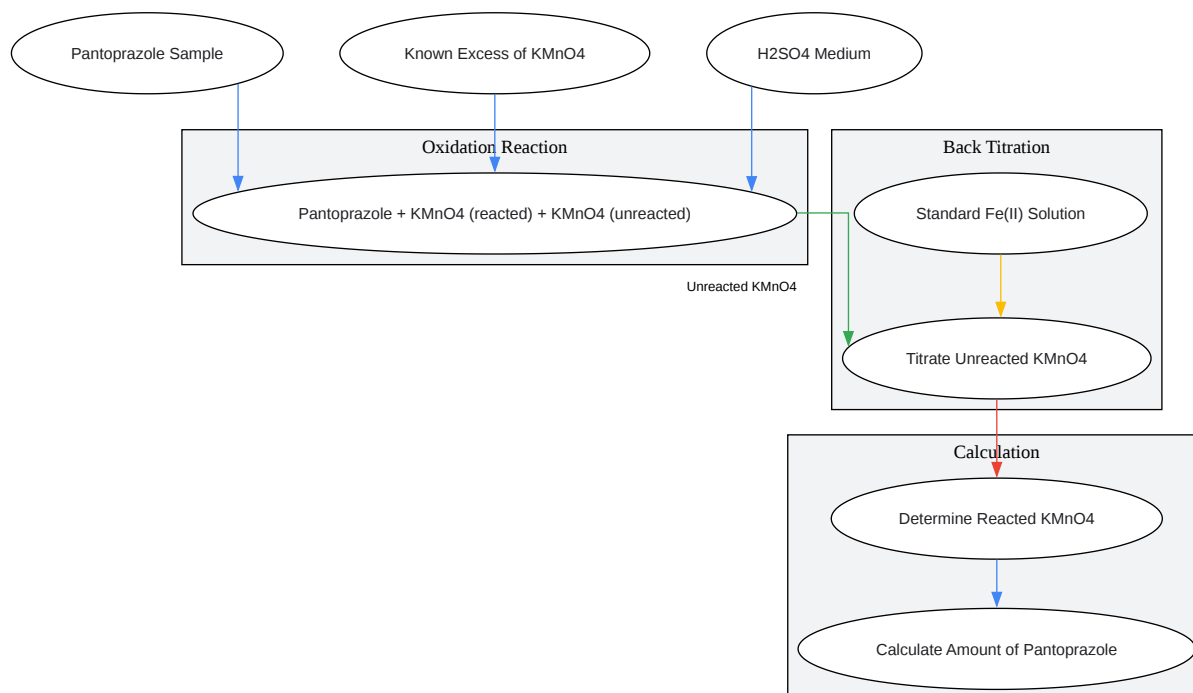 Pantoprazole Sample
Known Excess of KMnO4
H2SO4 Medium
Oxidation Reaction
Pantoprazole + KMnO4 (reacted) + KMnO4 (unreacted)
Back Titration
Standard Fe(II) Solution
Unreacted KMnO4
Titrate Unreacted KMnO4
Calculation
Determine Reacted KMnO4
Calculate Amount of Pantoprazole